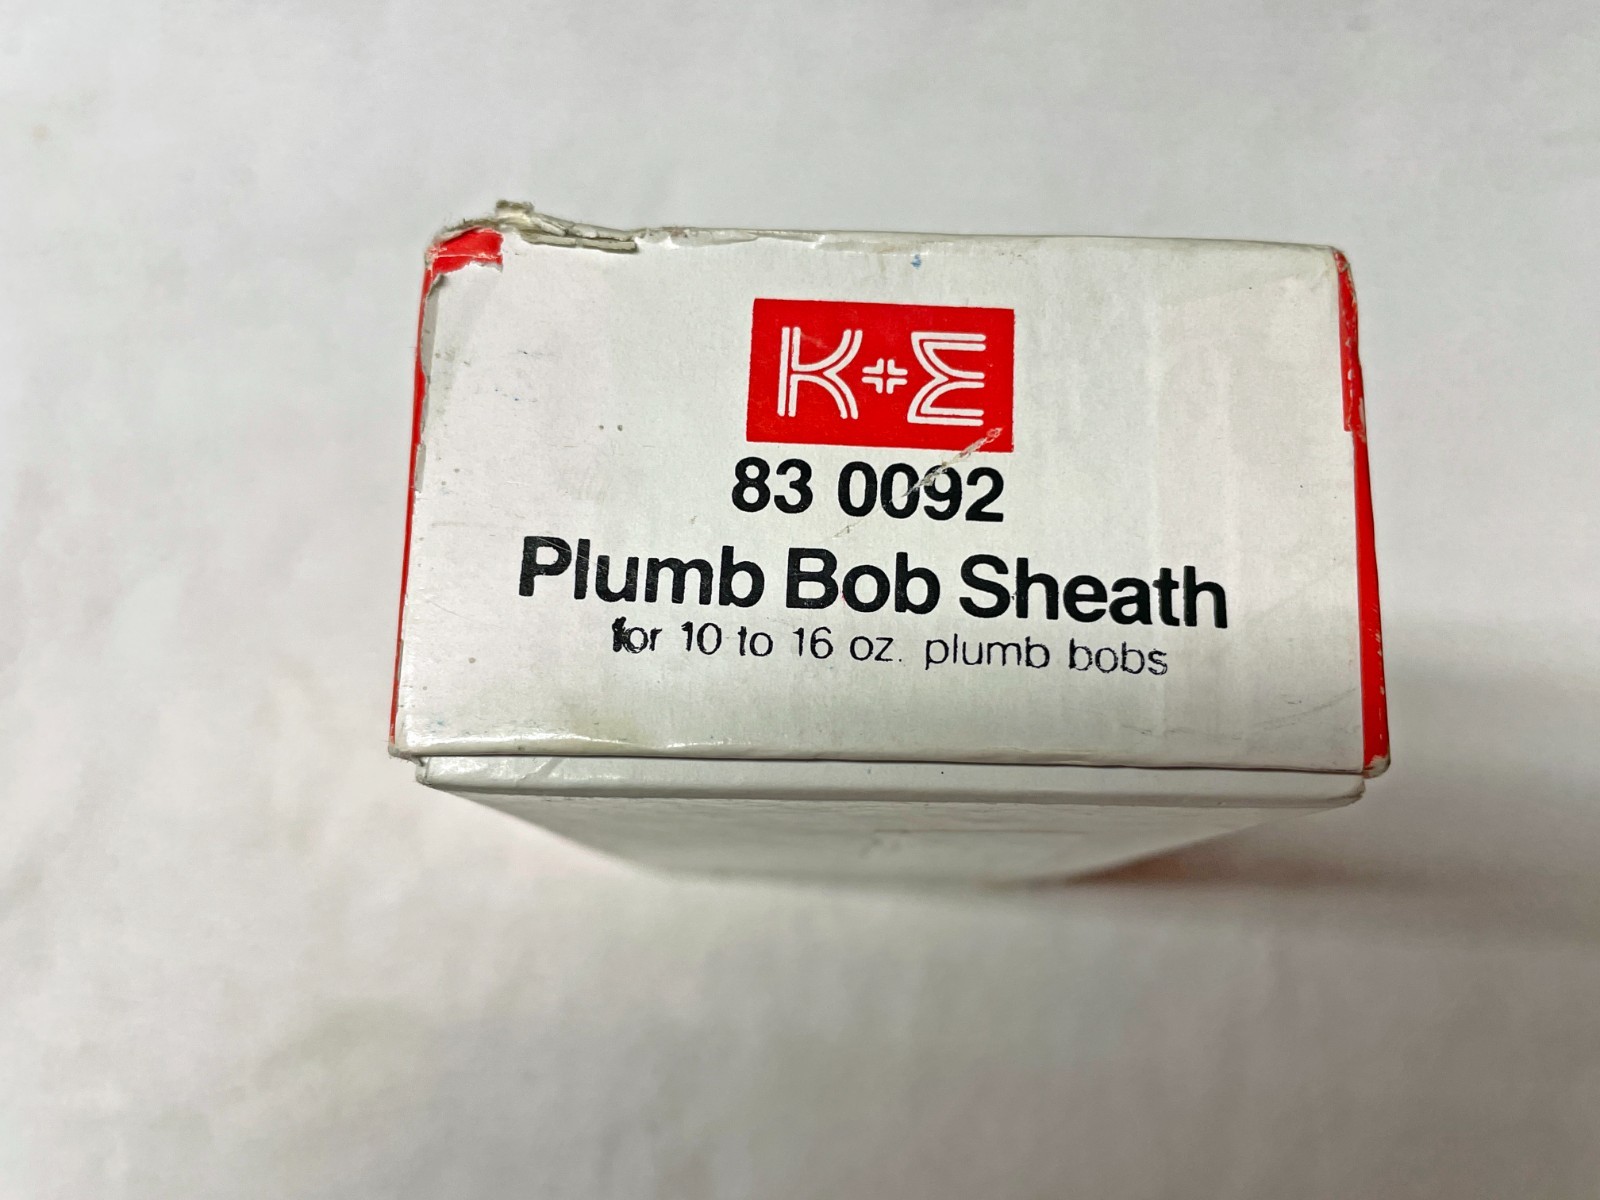 K+E
83 0092
Plumb Bob Sheath
for 10 to 16 oz. plumb bobs